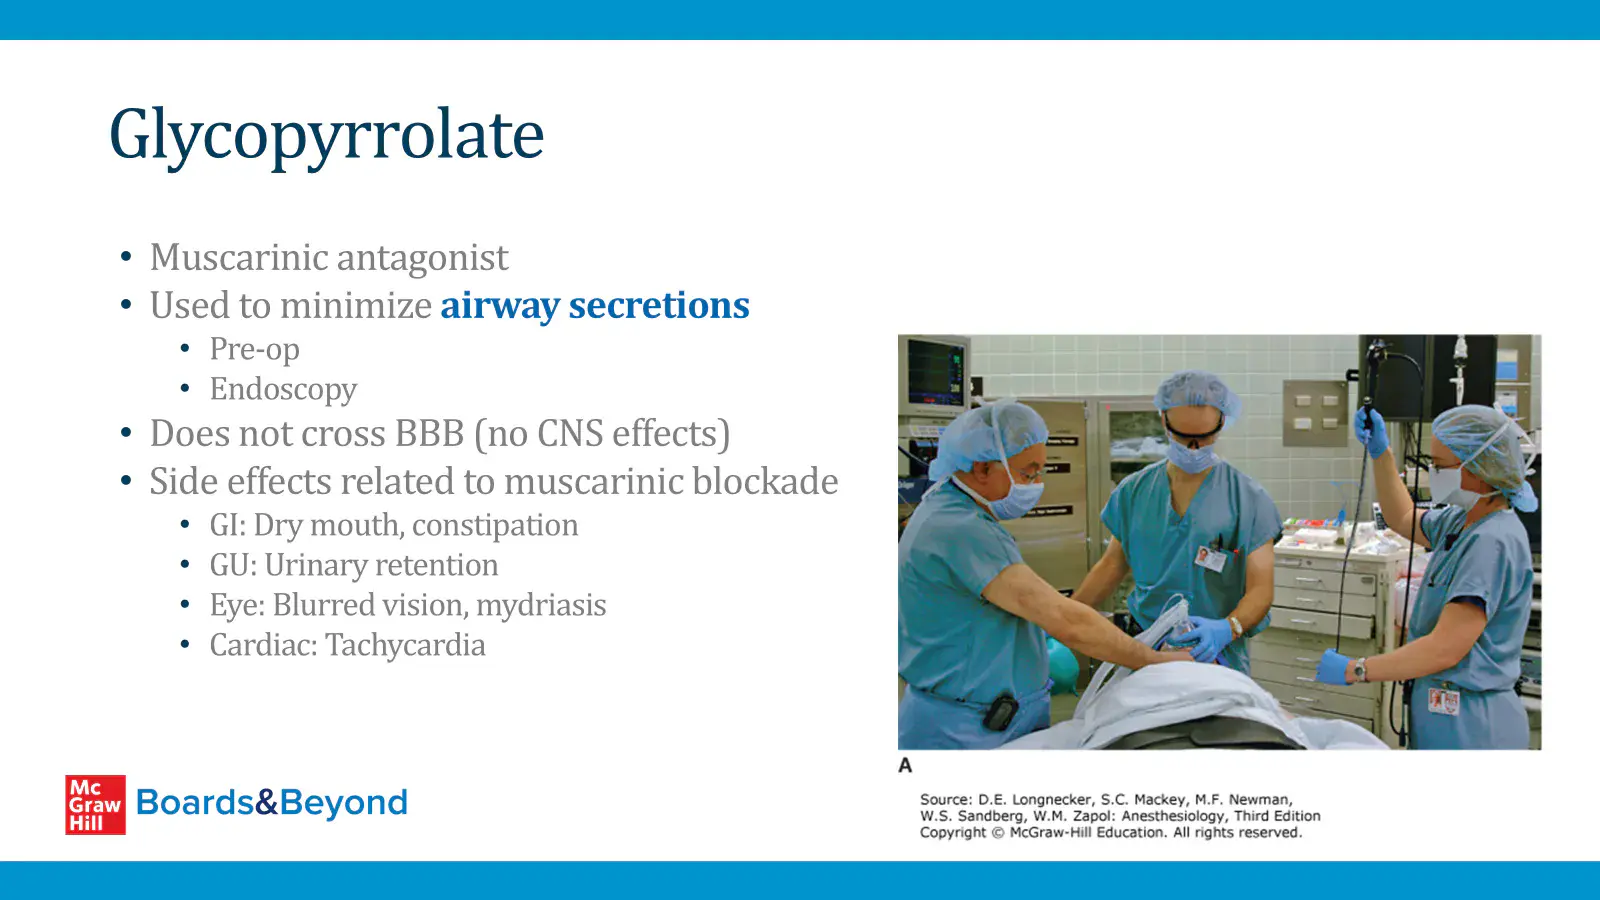 Glycopyrrolate
• Muscarinic antagonist
• Used to minimize airway secretions
• Pre-op
• Endoscopy
• Does not cross BBB (no CNS effects)
• Side effects related to muscarinic blockade
• GI: Dry mouth, constipation
• GU: Urinary retention
• Eye: Blurred vision, mydriasis
• Cardiac: Tachycardia
A
Source: D.E. Longnecker, S.C. Mackey, M.F. Newman,
W.S. Sandberg, W.M. Zapol: Anesthesiology, Third Edition
Copyright © McGraw-Hill Education. All rights reserved.
Mc
Graw
Hill
Boards&Beyond